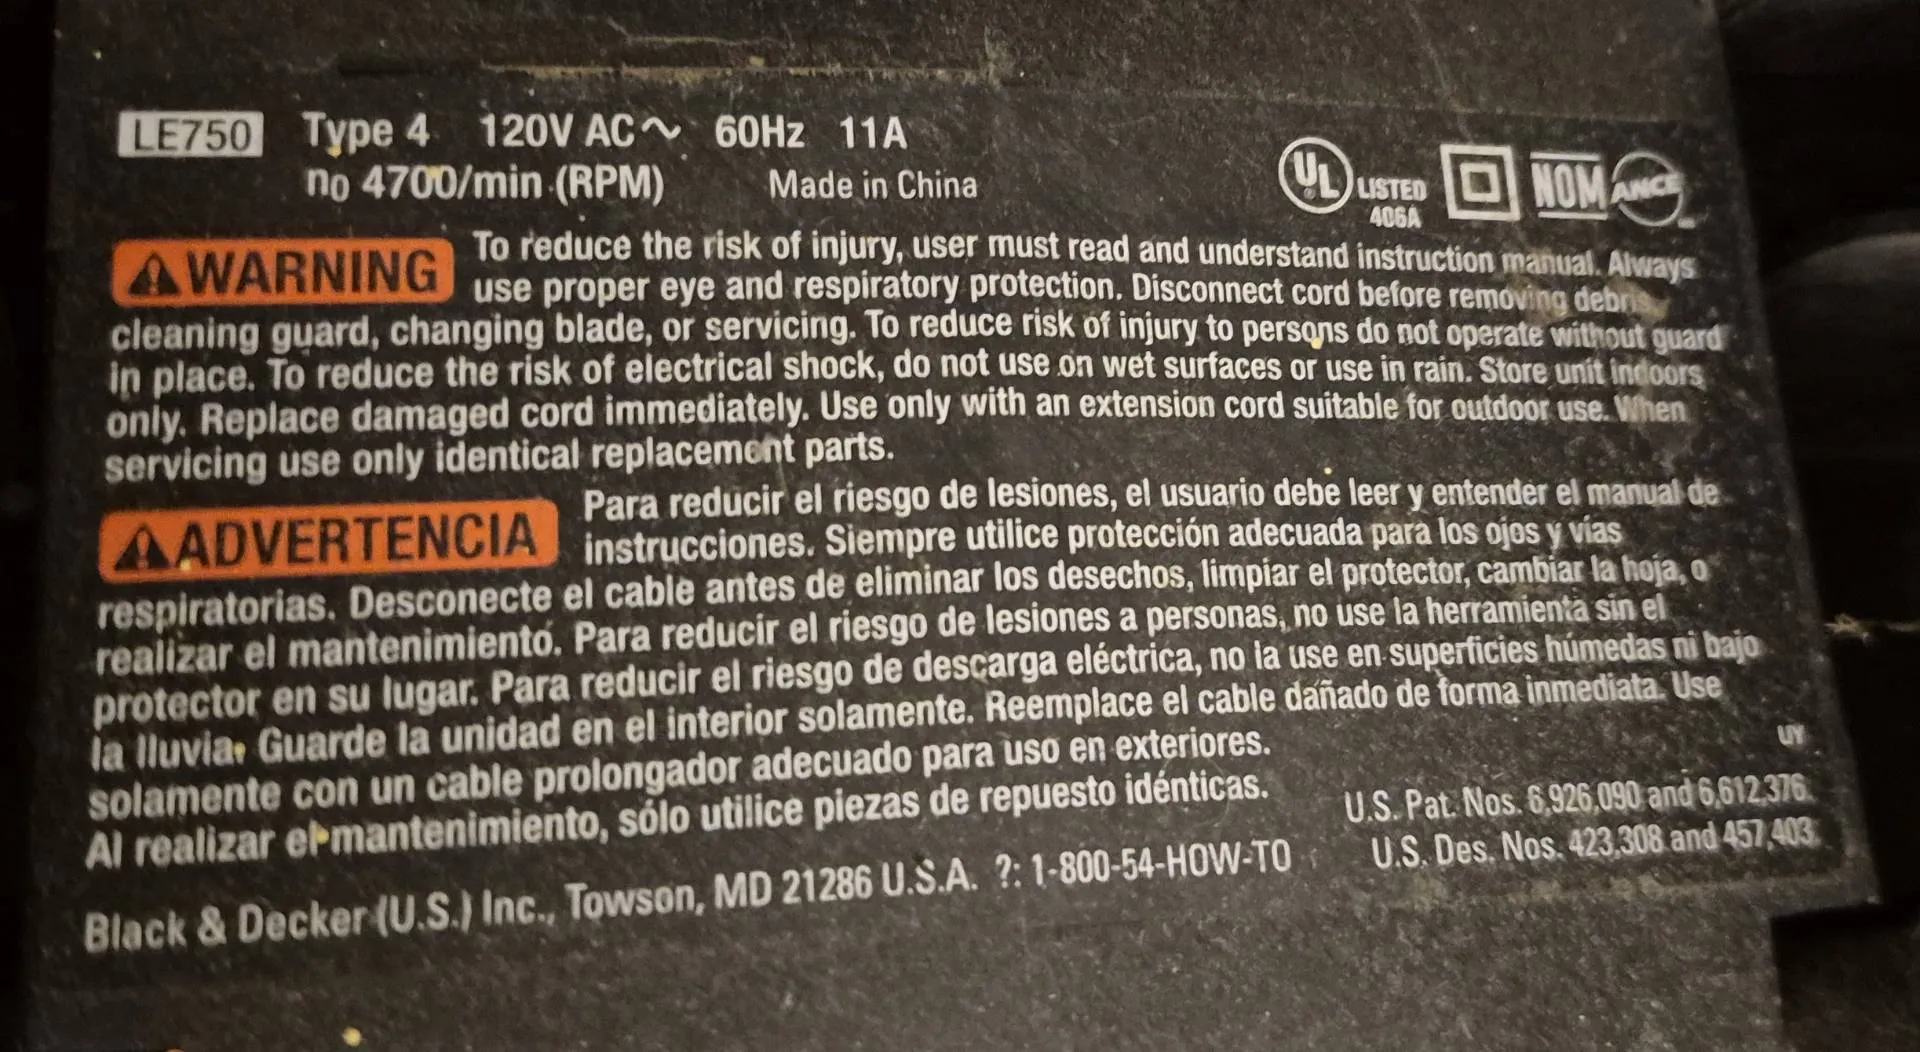 LE750 Type 4 120V AC ~ 60Hz 11A
no 4700/min (RPM) Made in China
UL LISTED 406A NOM ANCE
⚠WARNING To reduce the risk of injury, user must read and understand instruction manual. Always
use proper eye and respiratory protection. Disconnect cord before removing debris
cleaning guard, changing blade, or servicing. To reduce risk of injury to persons do not operate without guard
in place. To reduce the risk of electrical shock, do not use on wet surfaces or use in rain. Store unit indoors
only. Replace damaged cord immediately. Use only with an extension cord suitable for outdoor use. When
servicing use only identical replacement parts.
⚠ADVERTENCIA Para reducir el riesgo de lesiones, el usuario debe leer y entender el manual de
instrucciones. Siempre utilice protección adecuada para los ojos y vías
respiratorias. Desconecte el cable antes de eliminar los desechos, limpiar el protector, cambiar la hoja, o
realizar el mantenimiento. Para reducir el riesgo de lesiones a personas, no use la herramienta sin el
protector en su lugar. Para reducir el riesgo de descarga eléctrica, no la use en superficies húmedas ni bajo
la lluvia. Guarde la unidad en el interior solamente. Reemplace el cable dañado de forma inmediata. Use
solamente con un cable prolongador adecuado para uso en exteriores.
Al realizar el mantenimiento, sólo utilice piezas de repuesto idénticas.
UY
U.S. Pat. Nos. 6,926,090 and 6,612,376.
U.S. Des. Nos. 423,308 and 457,403.
Black & Decker (U.S.) Inc., Towson, MD 21286 U.S.A. ?: 1-800-54-HOW-TO